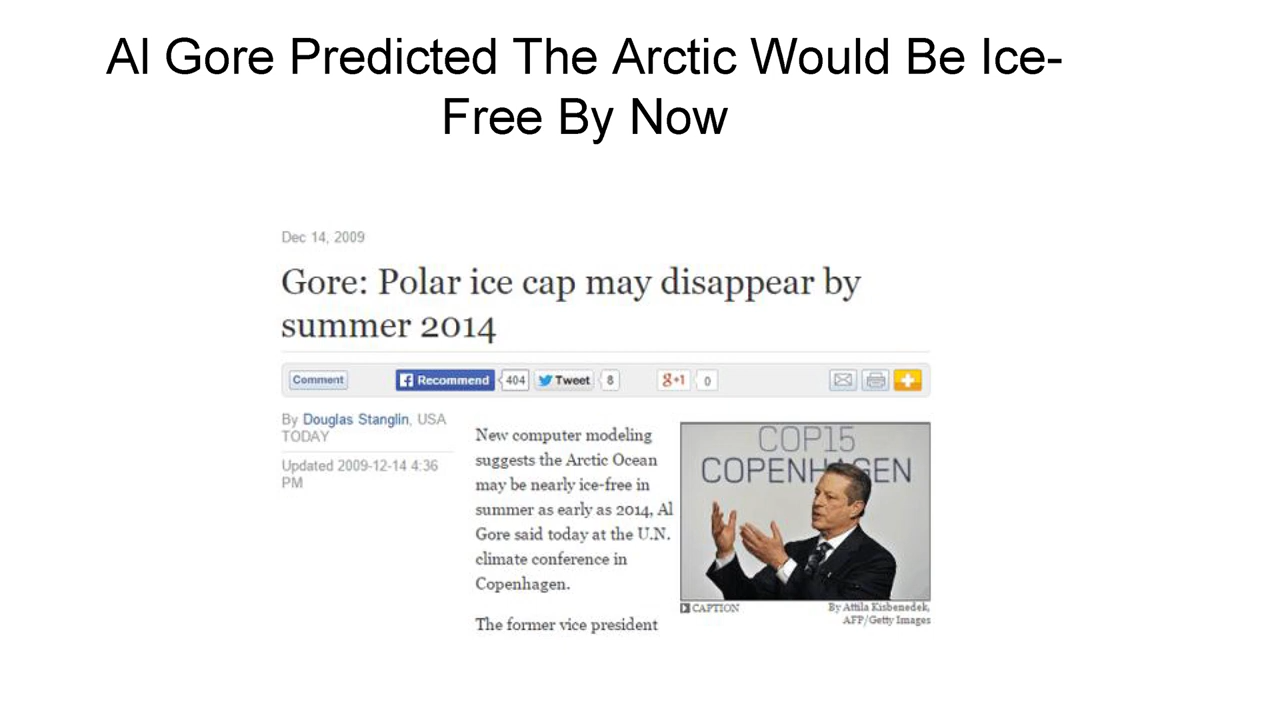 Al Gore Predicted The Arctic Would Be Ice-
Free By Now
Dec 14, 2009
Gore: Polar ice cap may disappear by
summer 2014
Comment
Recommend 404
Tweet 8
+1 0
By Douglas Stanglin, USA
TODAY
Updated 2009-12-14 4:36
PM
New computer modeling
suggests the Arctic Ocean
may be nearly ice-free in
summer as early as 2014, Al
Gore said today at the U.N.
climate conference in
Copenhagen.
The former vice president
COP15
COPENHAGEN
CAPTION
By Attila Kisbenedek,
AFP/Getty Images